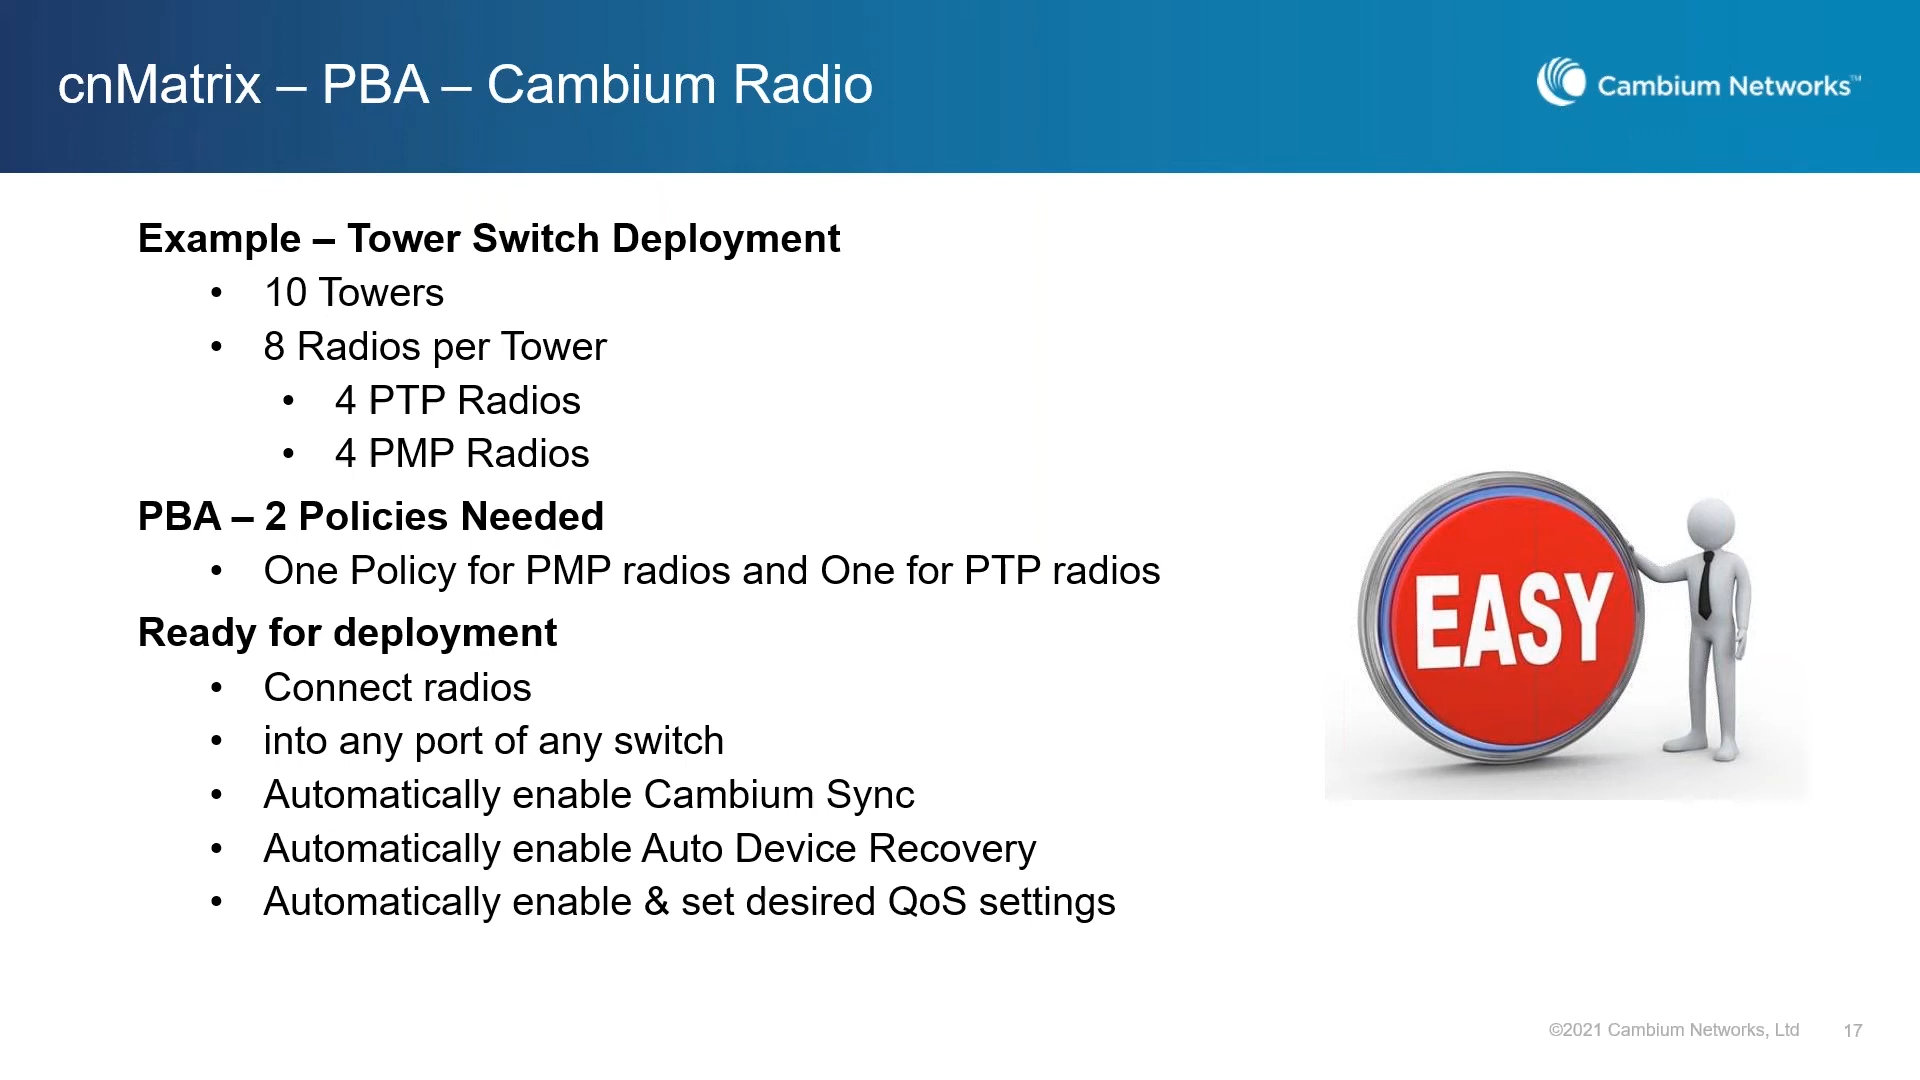 cnMatrix – PBA – Cambium Radio
Cambium Networks™
Example – Tower Switch Deployment
• 10 Towers
• 8 Radios per Tower
• 4 PTP Radios
• 4 PMP Radios
PBA – 2 Policies Needed
• One Policy for PMP radios and One for PTP radios
Ready for deployment
• Connect radios
• into any port of any switch
• Automatically enable Cambium Sync
• Automatically enable Auto Device Recovery
• Automatically enable & set desired QoS settings
EASY
©2021 Cambium Networks, Ltd 17